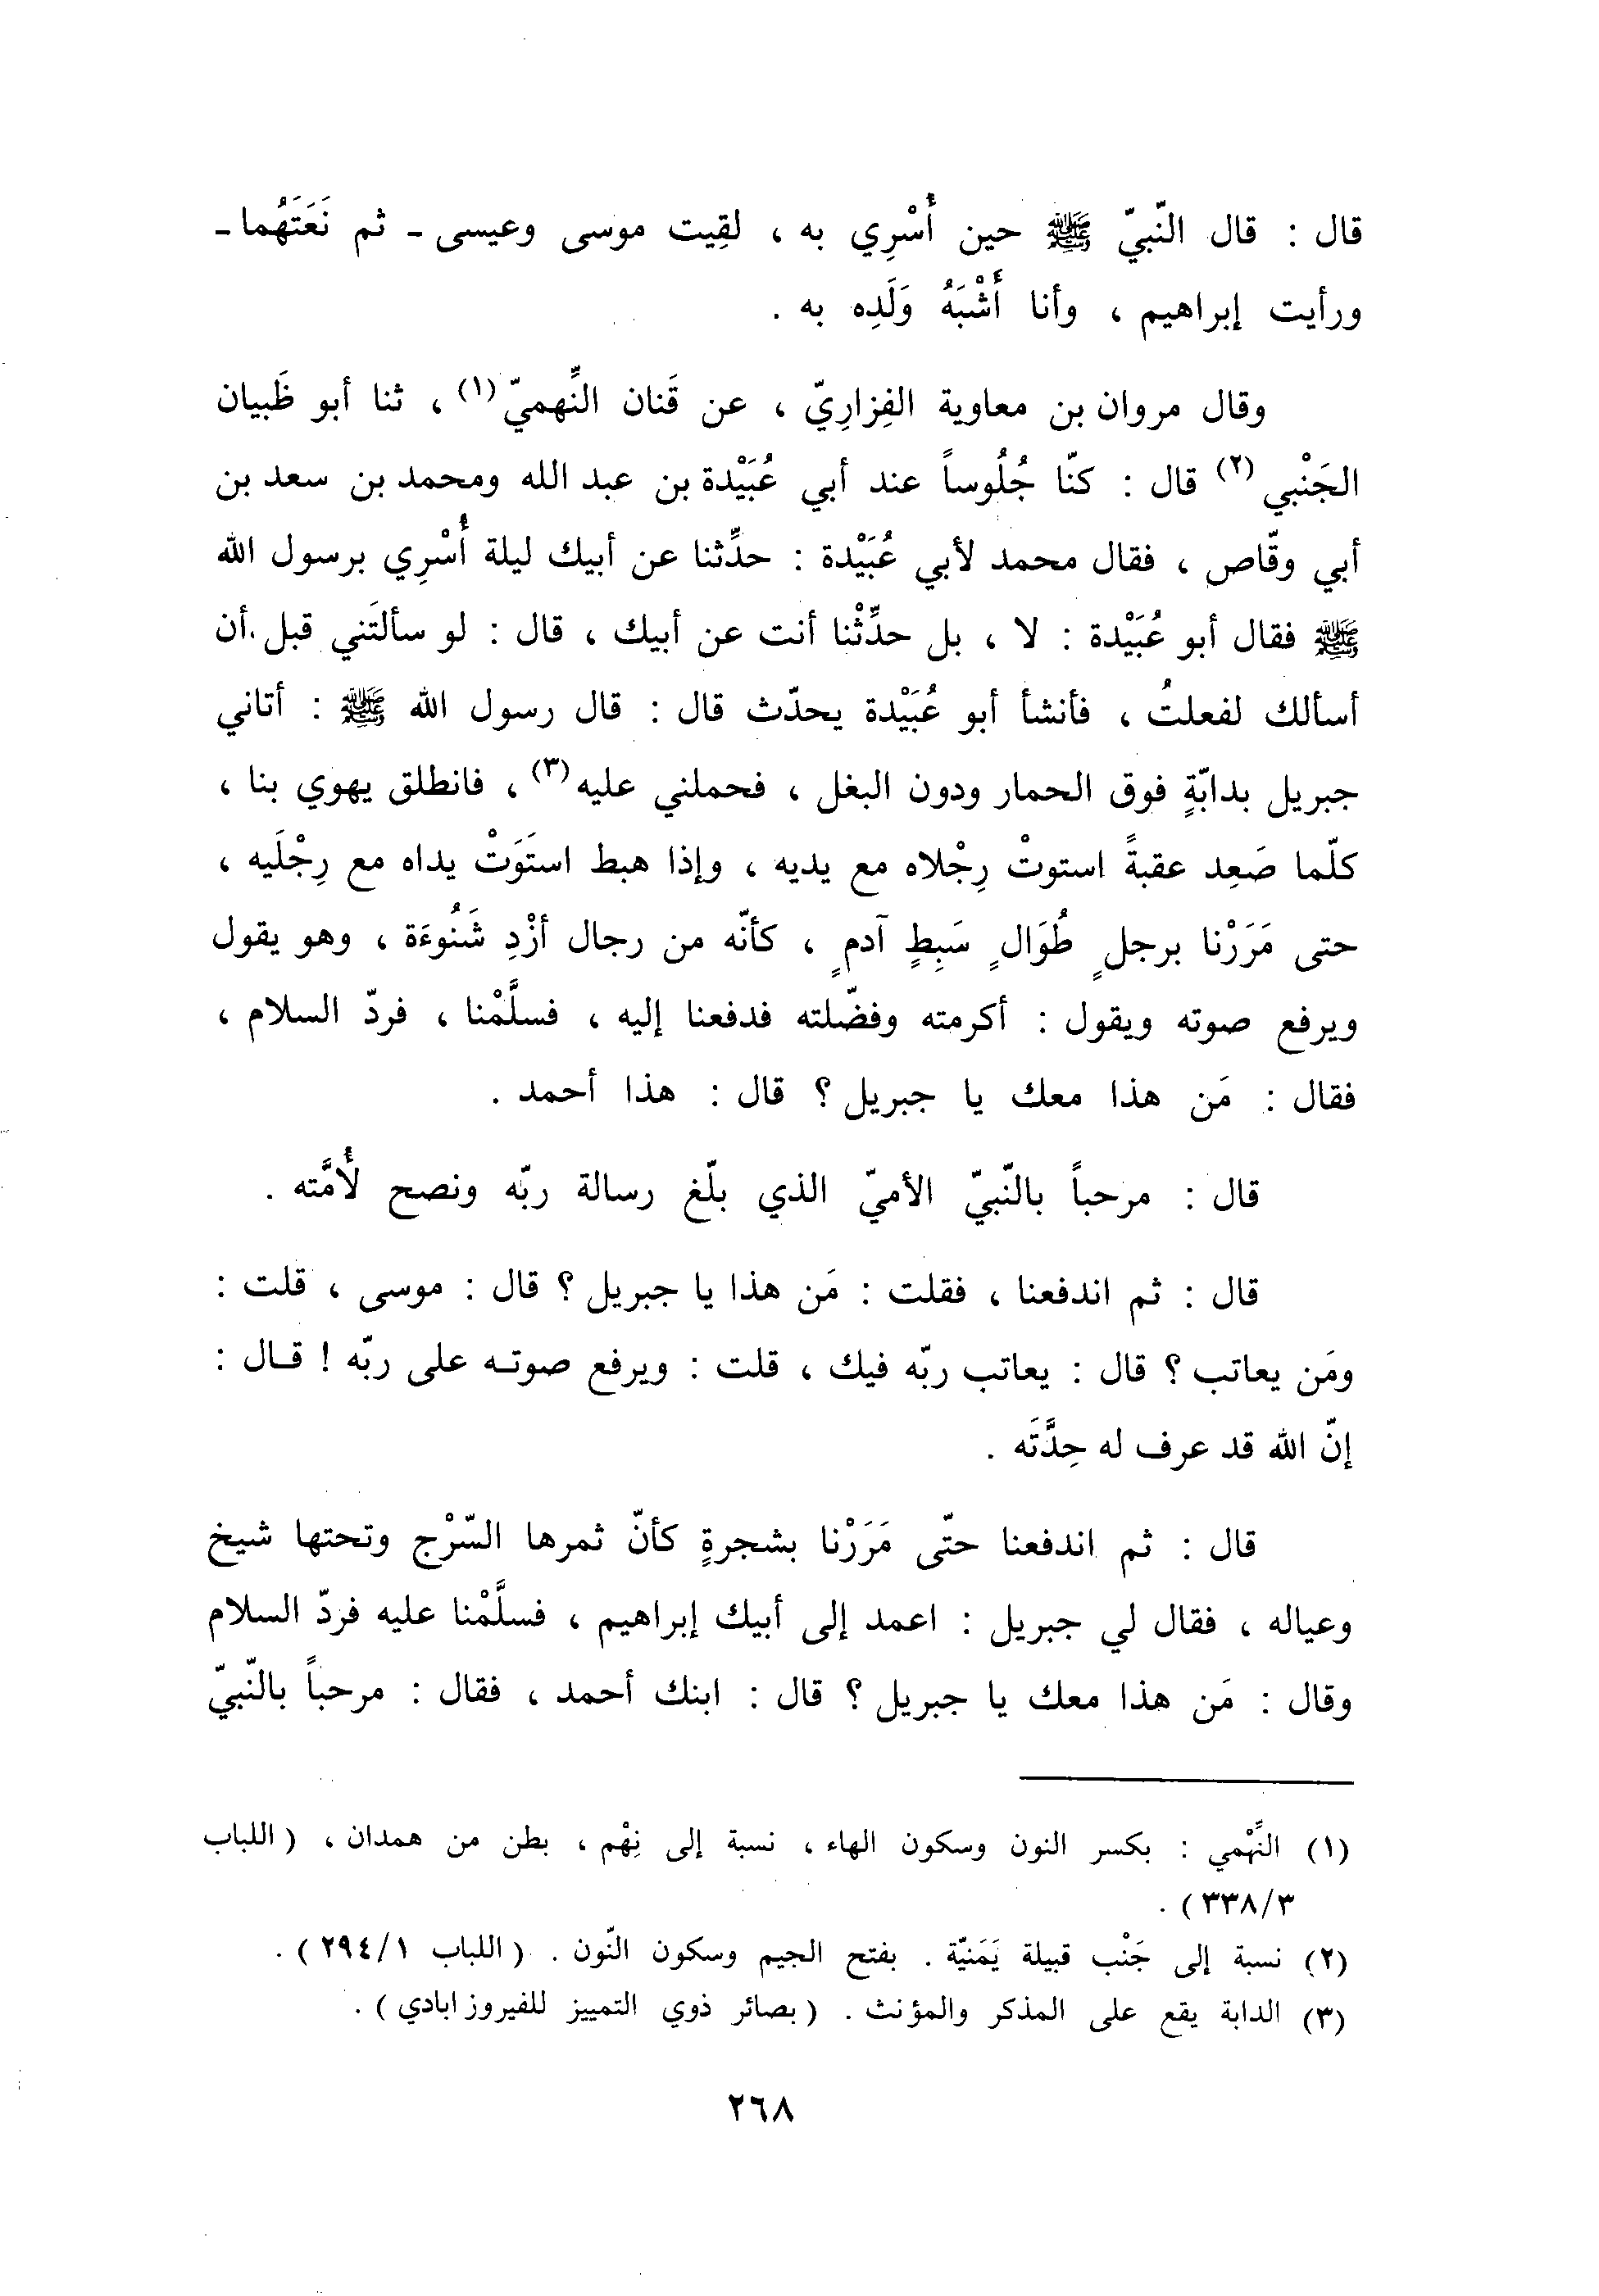 قال : قال النّبيّ ﷺ حين أُسْرِي به ، لقِيت موسى وعيسى ـ ثم نَعَتَهُما ـ
ورأيت إبراهيم ، وأنا أَشْبَهُ وَلَدِه به .
وقال مروان بن معاوية الفِزاريّ ، عن قَنان النِّهميّ (١) ، ثنا أبو ظَبيان
الجَنْبي (٢) قال : كنّا جُلُوساً عند أبي عُبَيْدة بن عبد الله ومحمد بن سعد بن
أبي وقّاص ، فقال محمد لأبي عُبَيْدة : حدِّثنا عن أبيك ليلة أُسْرِي برسول الله
ﷺ فقال أبو عُبَيْدة : لا ، بل حدِّثْنا أنت عن أبيك ، قال : لو سألتَني قبل أن
أسألك لفعلتُ ، فأنشأ أبو عُبَيْدة يحدّث قال : قال رسول الله ﷺ : أتاني
جبريل بدابّةٍ فوق الحمار ودون البغل ، فحملني عليه (٣) ، فانطلق يهوي بنا ،
كلّما صَعِد عقبةً استوتْ رِجْلاه مع يديه ، وإذا هبط استَوَتْ يداه مع رِجْلَيه ،
حتى مَرَرْنا برجلٍ طُوَالٍ سَبِطٍ آدمٍ ، كأنّه من رجال أزْدِ شَنُوءَة ، وهو يقول
ويرفع صوته ويقول : أكرمته وفضّلته فدفعنا إليه ، فسلَّمْنا ، فردّ السلام ،
فقال : مَن هذا معك يا جبريل ؟ قال : هذا أحمد .
قال : مرحباً بالنّبيّ الأميّ الذي بلّغ رسالة ربّه ونصح لأُمَّته .
قال : ثم اندفعنا ، فقلت : مَن هذا يا جبريل ؟ قال : موسى ، قلت :
ومَن يعاتب ؟ قال : يعاتب ربّه فيك ، قلت : ويرفع صوتـه على ربّه ! قـال :
إنّ الله قد عرف له حِدَّتَه .
قال : ثم اندفعنا حتّى مَرَرْنا بشجرةٍ كأنّ ثمرها السّرْج وتحتها شيخ
وعياله ، فقال لي جبريل : اعمد إلى أبيك إبراهيم ، فسلَّمْنا عليه فردّ السلام
وقال : مَن هذا معك يا جبريل ؟ قال : ابنك أحمد ، فقال : مرحباً بالنّبيّ
(١) النِّهْمي : بكسر النون وسكون الهاء ، نسبة إلى نِهْم ، بطن من همدان ، ( اللباب
٣/٣٣٨ ) .
(٢) نسبة إلى جَنْب قبيلة يَمَنيّة . بفتح الجيم وسكون النّون . ( اللباب ١/٢٩٤ ) .
(٣) الدابة يقع على المذكر والمؤنث . ( بصائر ذوي التمييز للفيروزابادي ) .
٢٦٨